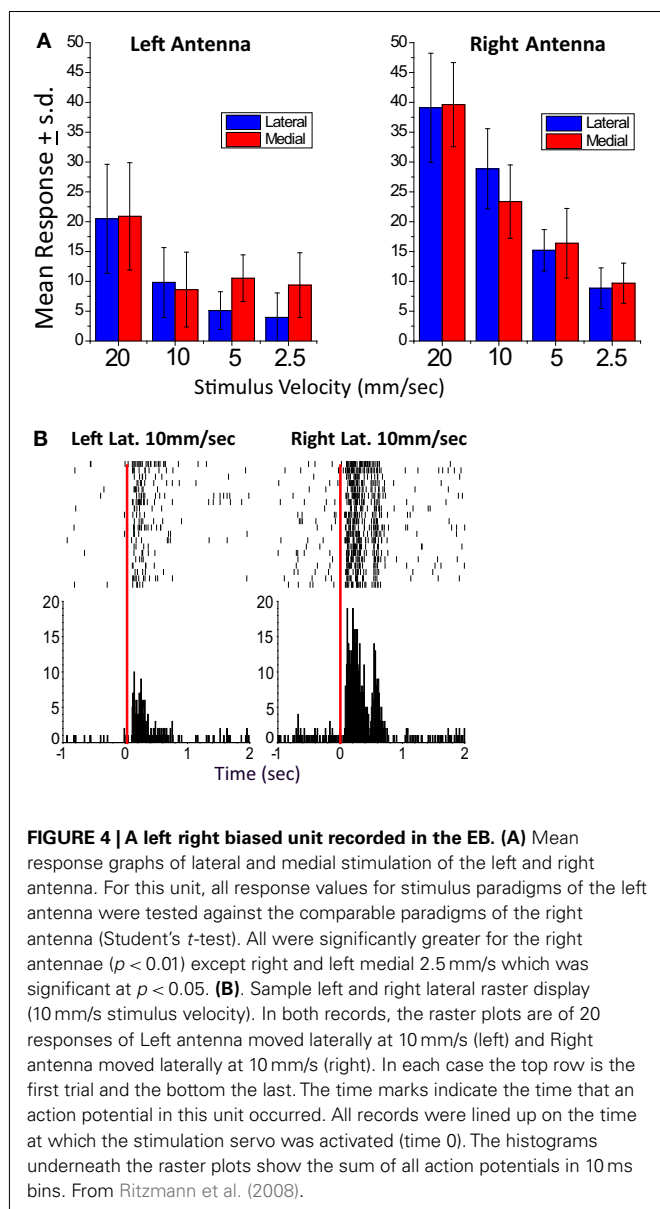 A
Left Antenna
Right Antenna
Mean Response ± s.d.
50
45
40
35
30
25
20
15
10
5
0
Lateral
Medial
20 10 5 2.5
50
45
40
35
30
25
20
15
10
5
0
Lateral
Medial
20 10 5 2.5
Stimulus Velocity (mm/sec)
B
Left Lat. 10mm/sec
Right Lat. 10mm/sec
20
15
10
5
0
-1 0 1 2
20
15
10
5
0
-1 0 1 2
Time (sec)
FIGURE 4 | A left right biased unit recorded in the EB. (A) Mean
response graphs of lateral and medial stimulation of the left and right
antenna. For this unit, all response values for stimulus paradigms of the left
antenna were tested against the comparable paradigms of the right
antenna (Student's t-test). All were significantly greater for the right
antennae (p < 0.01) except right and left medial 2.5 mm/s which was
significant at p < 0.05. (B). Sample left and right lateral raster display
(10 mm/s stimulus velocity). In both records, the raster plots are of 20
responses of Left antenna moved laterally at 10 mm/s (left) and Right
antenna moved laterally at 10 mm/s (right). In each case the top row is the
first trial and the bottom the last. The time marks indicate the time that an
action potential in this unit occurred. All records were lined up on the time
at which the stimulation servo was activated (time 0). The histograms
underneath the raster plots show the sum of all action potentials in 10 ms
bins. From Ritzmann et al. (2008).